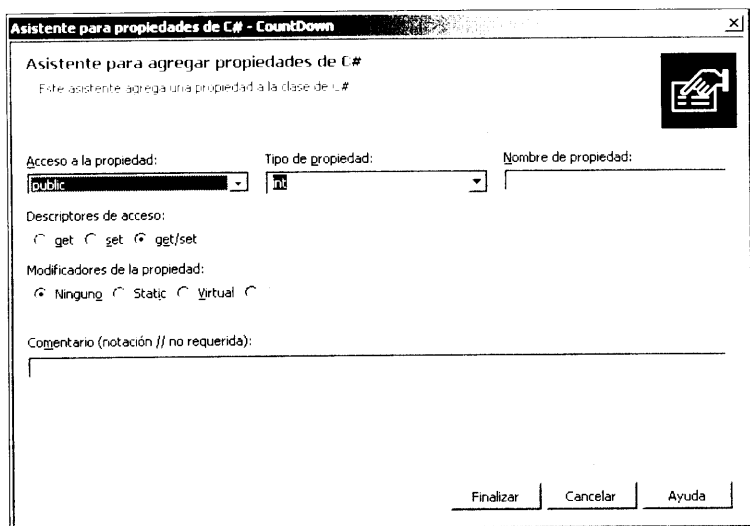 Asistente para propiedades de C# - CountDown
Asistente para agregar propiedades de C#
Este asistente agrega una propiedad a la clase de C#
Acceso a la propiedad:
Tipo de propiedad:
Nombre de propiedad:
public
int
Descriptores de acceso:
get set get/set
Modificadores de la propiedad:
Ninguno Static Virtual
Comentario (notación // no requerida):
Finalizar Cancelar Ayuda